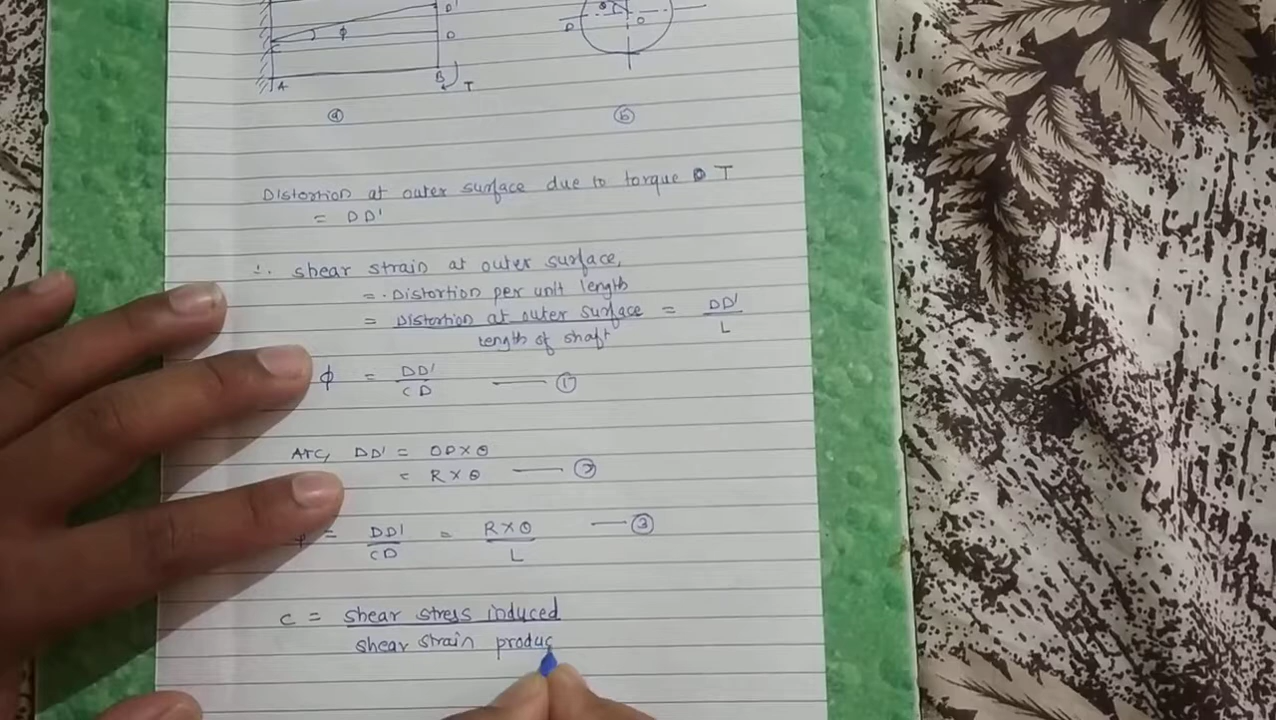 D'
φ
D
A
B
T
D
θ
O
ⓐ
ⓑ
Distortion at outer surface due to torque T
= DD'
∴ shear strain at outer surface,
= Distortion per unit length
= Distortion at outer surface / length of shaft = DD' / L
φ = DD' / CD — ①
Arc, DD' = OD × θ
= R × θ — ②
= DD' / CD = R × θ / L — ③
C = shear stress induced
shear strain produc